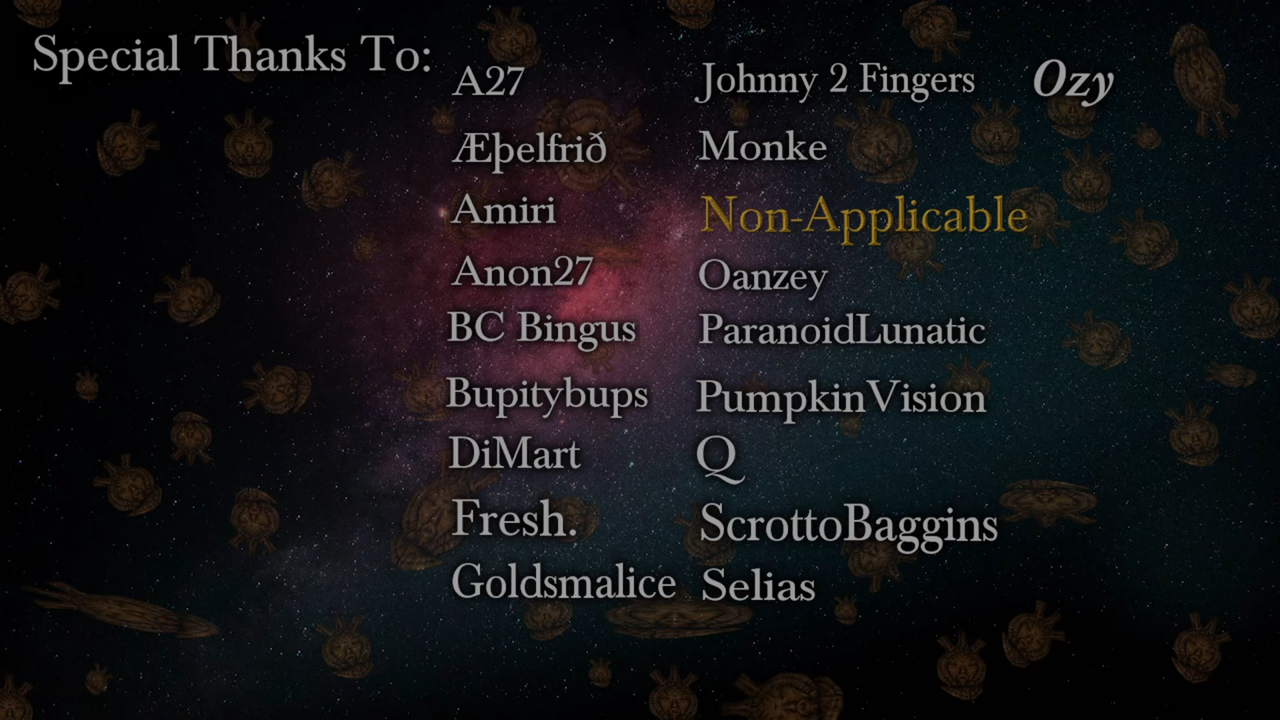 Special Thanks To:
A27
Æþelfrið
Amiri
Anon27
BC Bingus
Bupitybups
DiMart
Fresh.
Goldsmalice
Johnny 2 Fingers
Monke
Non-Applicable
Oanzey
ParanoidLunatic
PumpkinVision
Q
ScrottoBaggins
Selias
Ozy